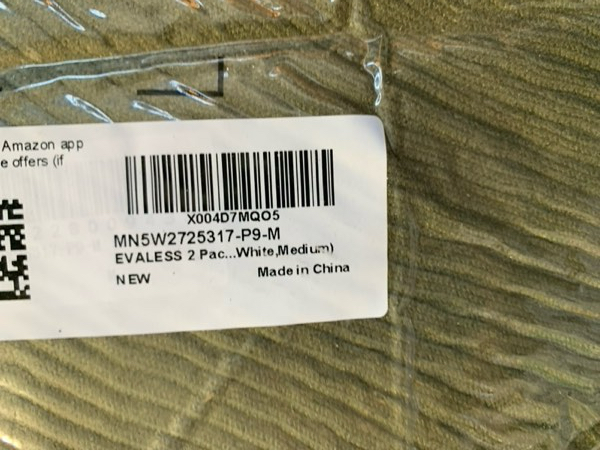 Amazon app
e offers (if
X004D7MQO5
MN5W2725317-P9-M
EVALESS 2 Pac...White,Medium)
NEW
Made in China